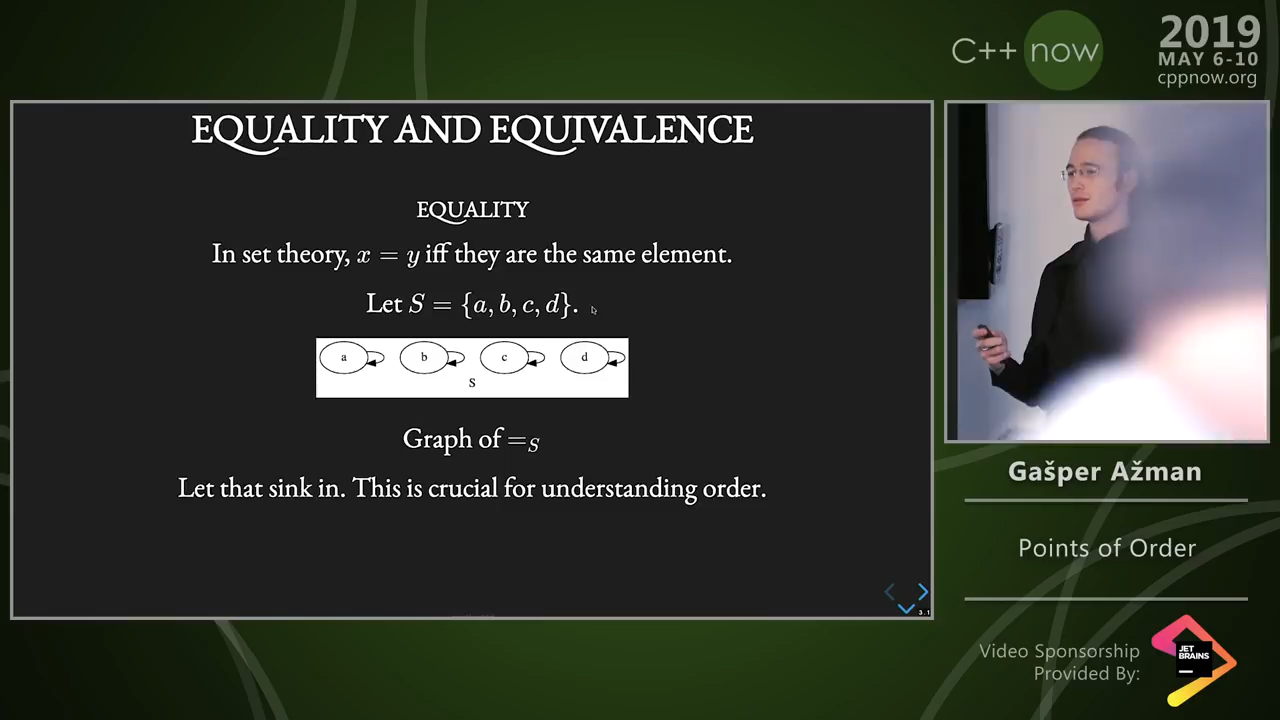 C++ now
2019
MAY 6-10
cppnow.org
EQUALITY AND EQUIVALENCE
EQUALITY
In set theory, x = y iff they are the same element.
Let S = {a, b, c, d}.
a b c d
S
Graph of =S
Let that sink in. This is crucial for understanding order.
3.1
Gašper Ažman
Points of Order
Video Sponsorship
Provided By:
JET
BRAINS